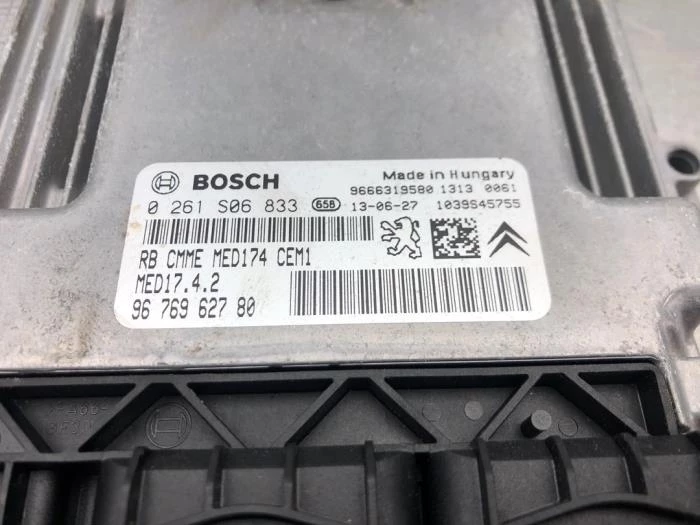 BOSCH
Made in Hungary
9666319580 1313 0061
0 261 S06 833 65B 13-06-27 1039S45755
RB CMME MED174 CEM1
MED17.4.2
96 769 627 80